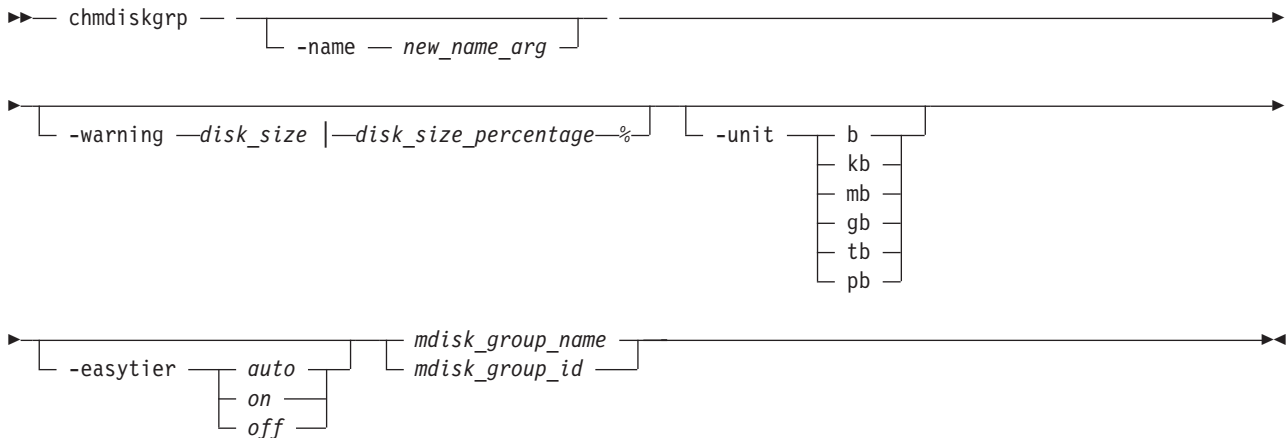 chmdiskgrp
-name new_name_arg
-warning disk_size | disk_size_percentage %
-unit b
kb
mb
gb
tb
pb
-easytier auto
on
off
mdisk_group_name
mdisk_group_id